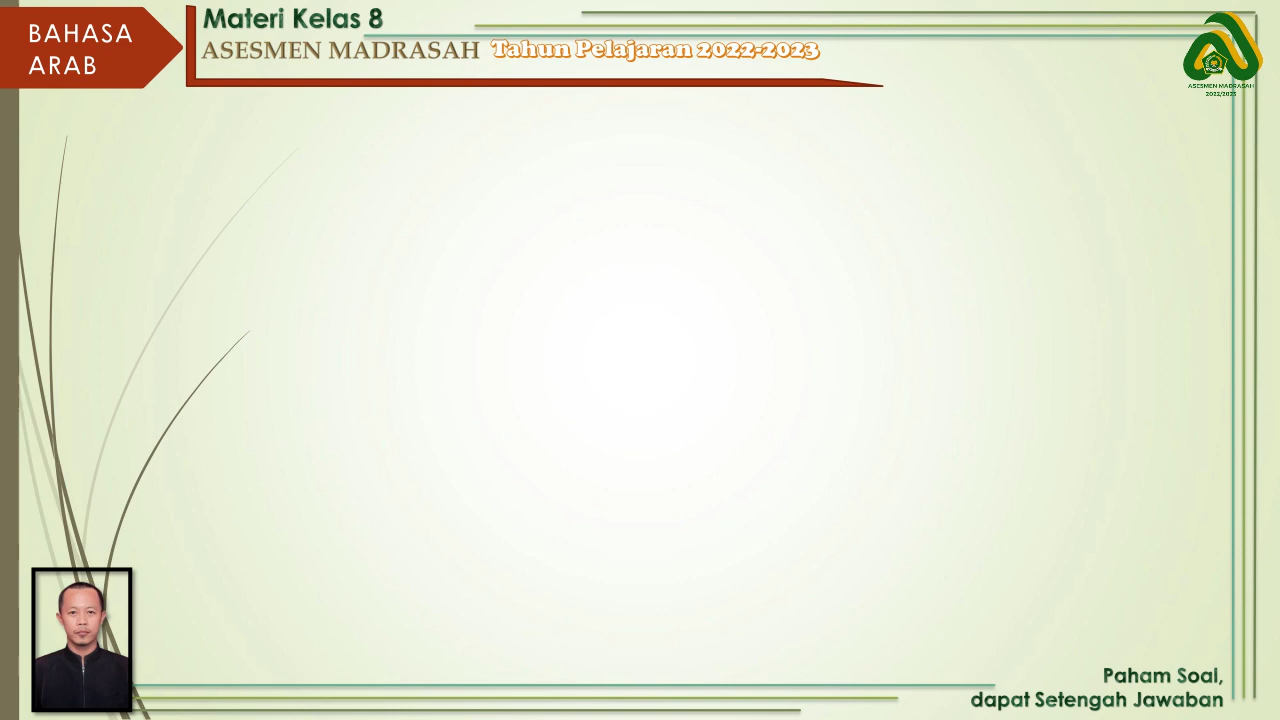 BAHASA
ARAB
Materi Kelas 8
ASESMEN MADRASAH Tahun Pelajaran 2022-2023
ASESMEN MADRASAH
2022/2023
Paham Soal,
dapat Setengah Jawaban